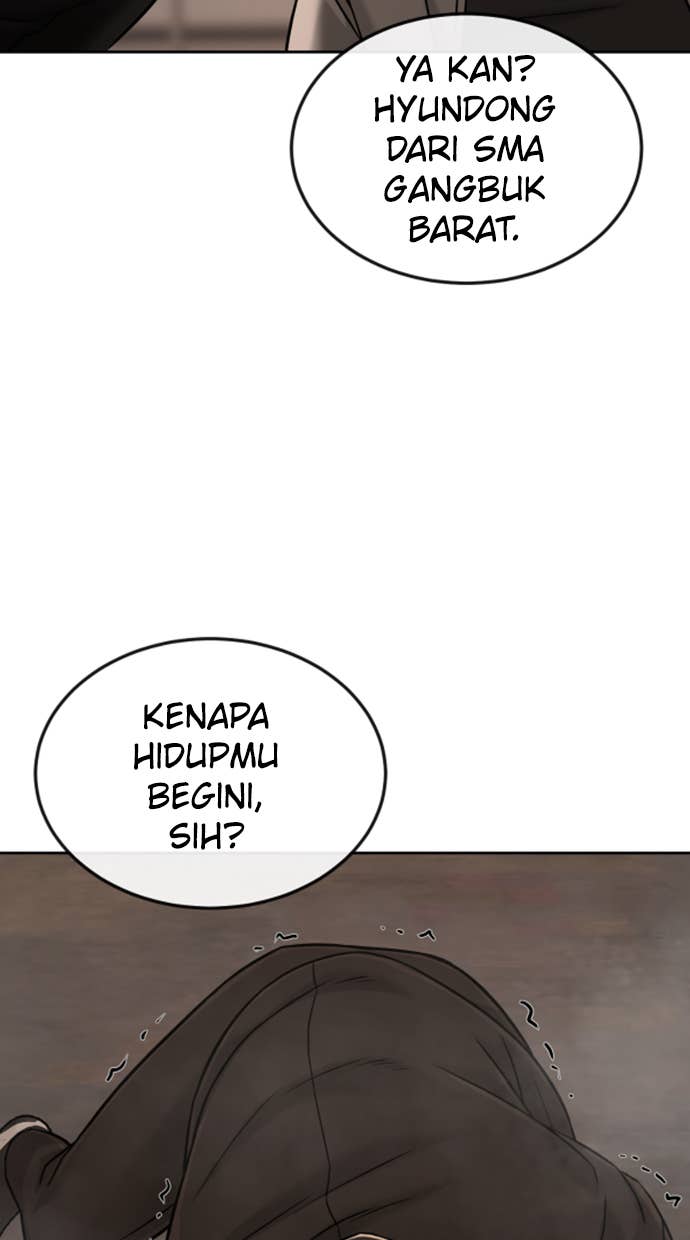 YA KAN?
HYUNDONG
DARI SMA
GANGBUK
BARAT.
KENAPA
HIDUPMU
BEGINI,
SIH?